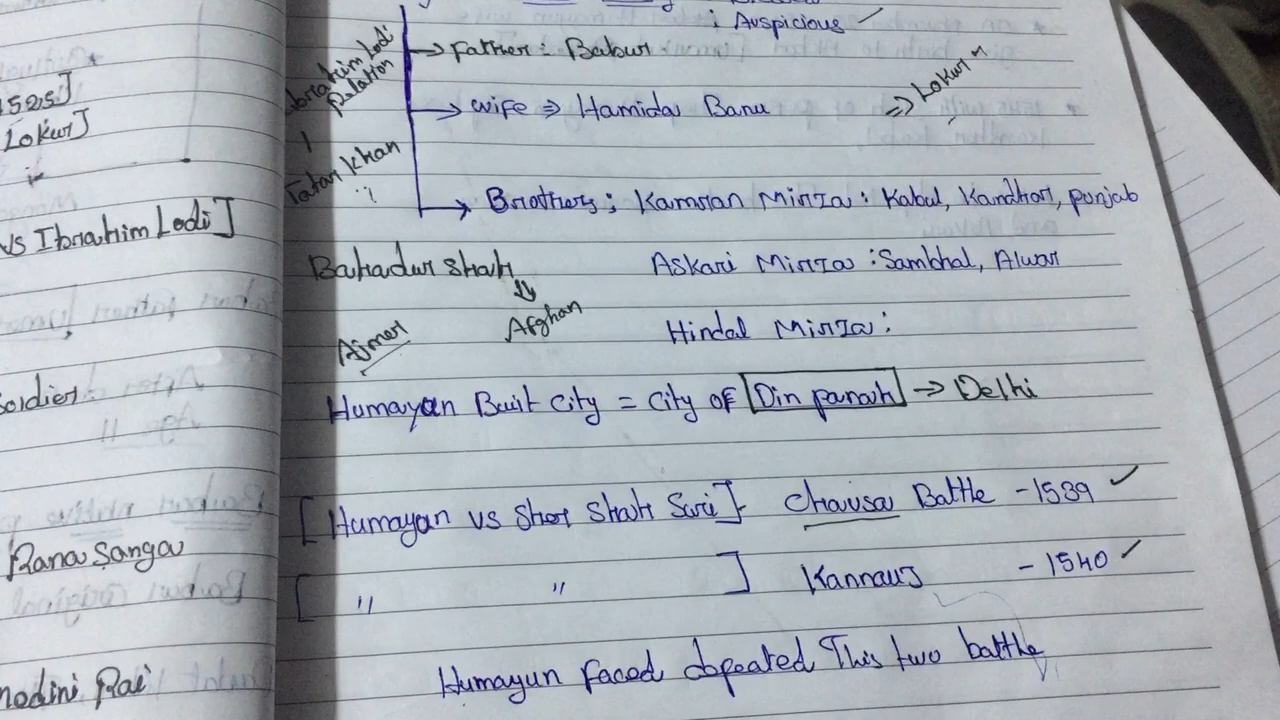 : Auspicious ✓
→ Father : Babur
Ibrahim Lodi
Relation
Tatar Khan
→ wife ⇒ Hamida Banu
⇒ Lokur
→ Brothers ; Kamran Mirza : Kabul, Kandhar, punjab
Askari Mirza : Sambhal, Alwar
Hindal Mirza :
Bahadur Shah
Afghan
Ajmer
Humayan Built City = City of Din panah → Delhi
[Humayan vs Sher Shah Suri] Chausa Battle - 1539 ✓
[ " " ] Kannauj - 1540 ✓
Humayun Faced defeated This two battle
1525]
Lokur]
vs Ibrahim Lodi]
Soldier
Rana Sanga
medini Rai